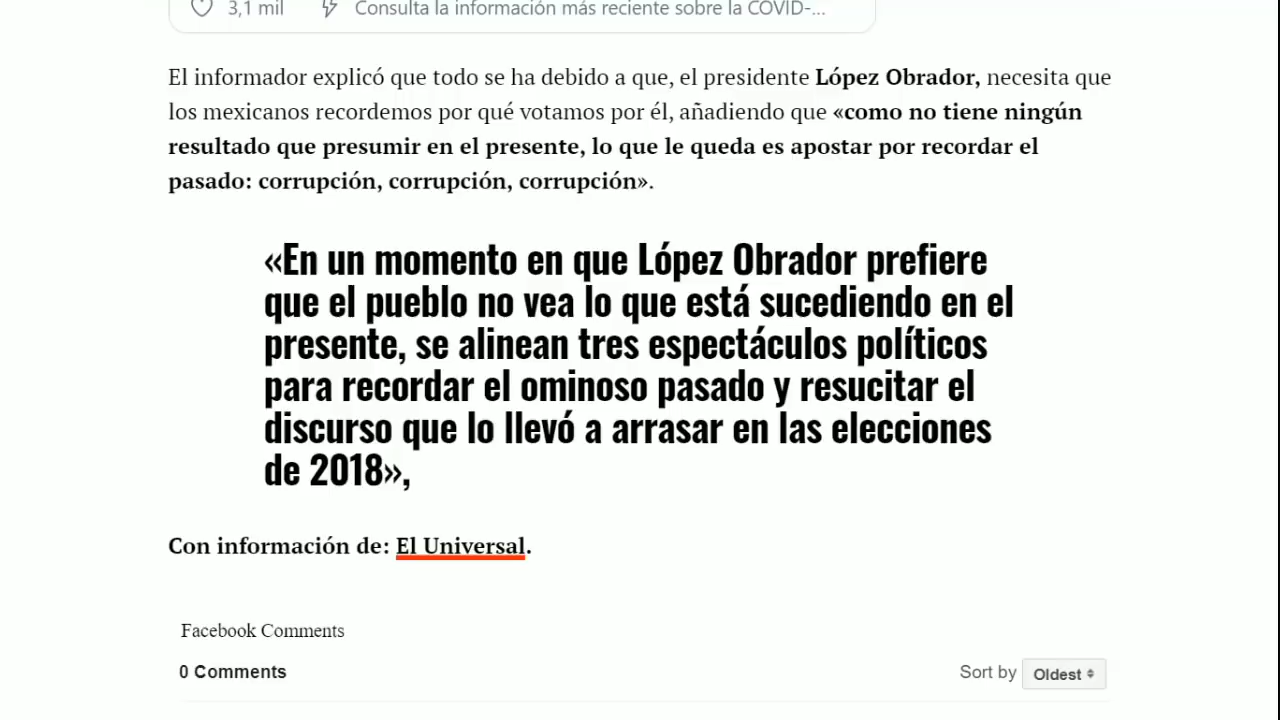 3,1 mil Consulta la información más reciente sobre la COVID-...
El informador explicó que todo se ha debido a que, el presidente López Obrador, necesita que
los mexicanos recordemos por qué votamos por él, añadiendo que «como no tiene ningún
resultado que presumir en el presente, lo que le queda es apostar por recordar el
pasado: corrupción, corrupción, corrupción».
«En un momento en que López Obrador prefiere
que el pueblo no vea lo que está sucediendo en el
presente, se alinean tres espectáculos políticos
para recordar el ominoso pasado y resucitar el
discurso que lo llevó a arrasar en las elecciones
de 2018»,
Con información de: El Universal.
Facebook Comments
0 Comments Sort by Oldest